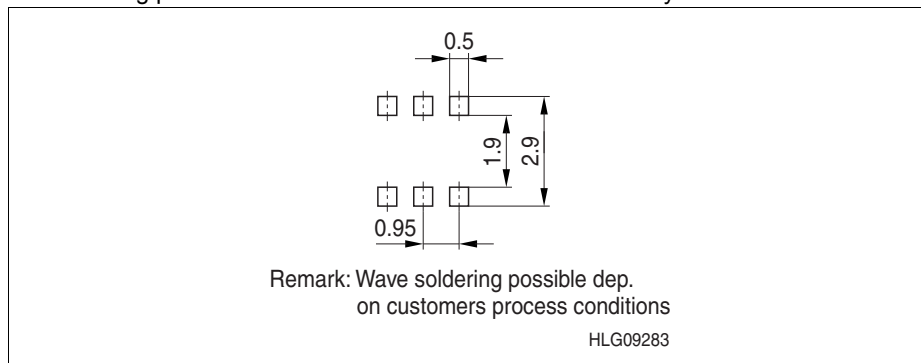 0.5
1.9
2.9
0.95
Remark: Wave soldering possible dep.
on customers process conditions
HLG09283